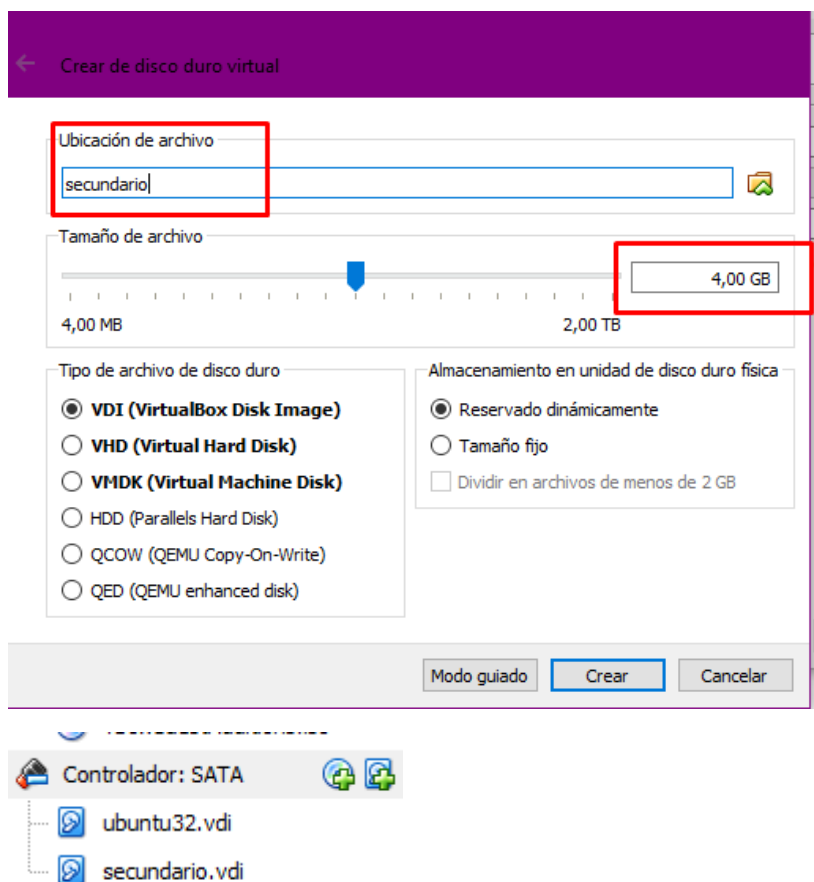 Crear de disco duro virtual
Ubicación de archivo
secundario
Tamaño de archivo
4,00 GB
4,00 MB 2,00 TB
Tipo de archivo de disco duro
VDI (VirtualBox Disk Image)
VHD (Virtual Hard Disk)
VMDK (Virtual Machine Disk)
HDD (Parallels Hard Disk)
QCOW (QEMU Copy-On-Write)
QED (QEMU enhanced disk)
Almacenamiento en unidad de disco duro física
Reservado dinámicamente
Tamaño fijo
Dividir en archivos de menos de 2 GB
Modo guiado Crear Cancelar
Controlador: SATA
ubuntu32.vdi
secundario.vdi